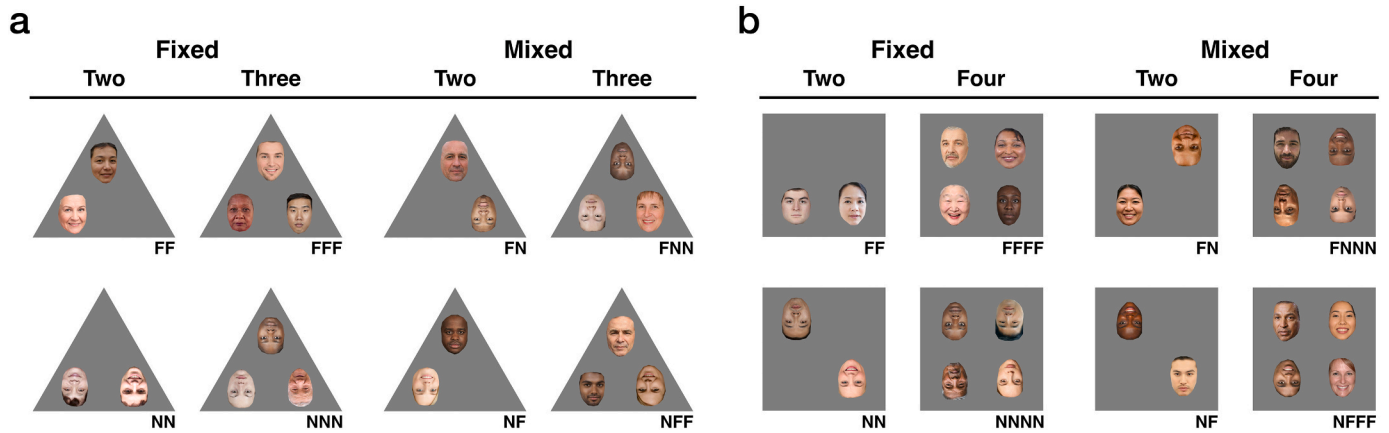 a
Fixed Mixed
Two Three Two Three
FF FFF FN FNN
NN NNN NF NFF
b
Fixed Mixed
Two Four Two Four
FF FFFF FN FNNN
NN NNNN NF NFFF